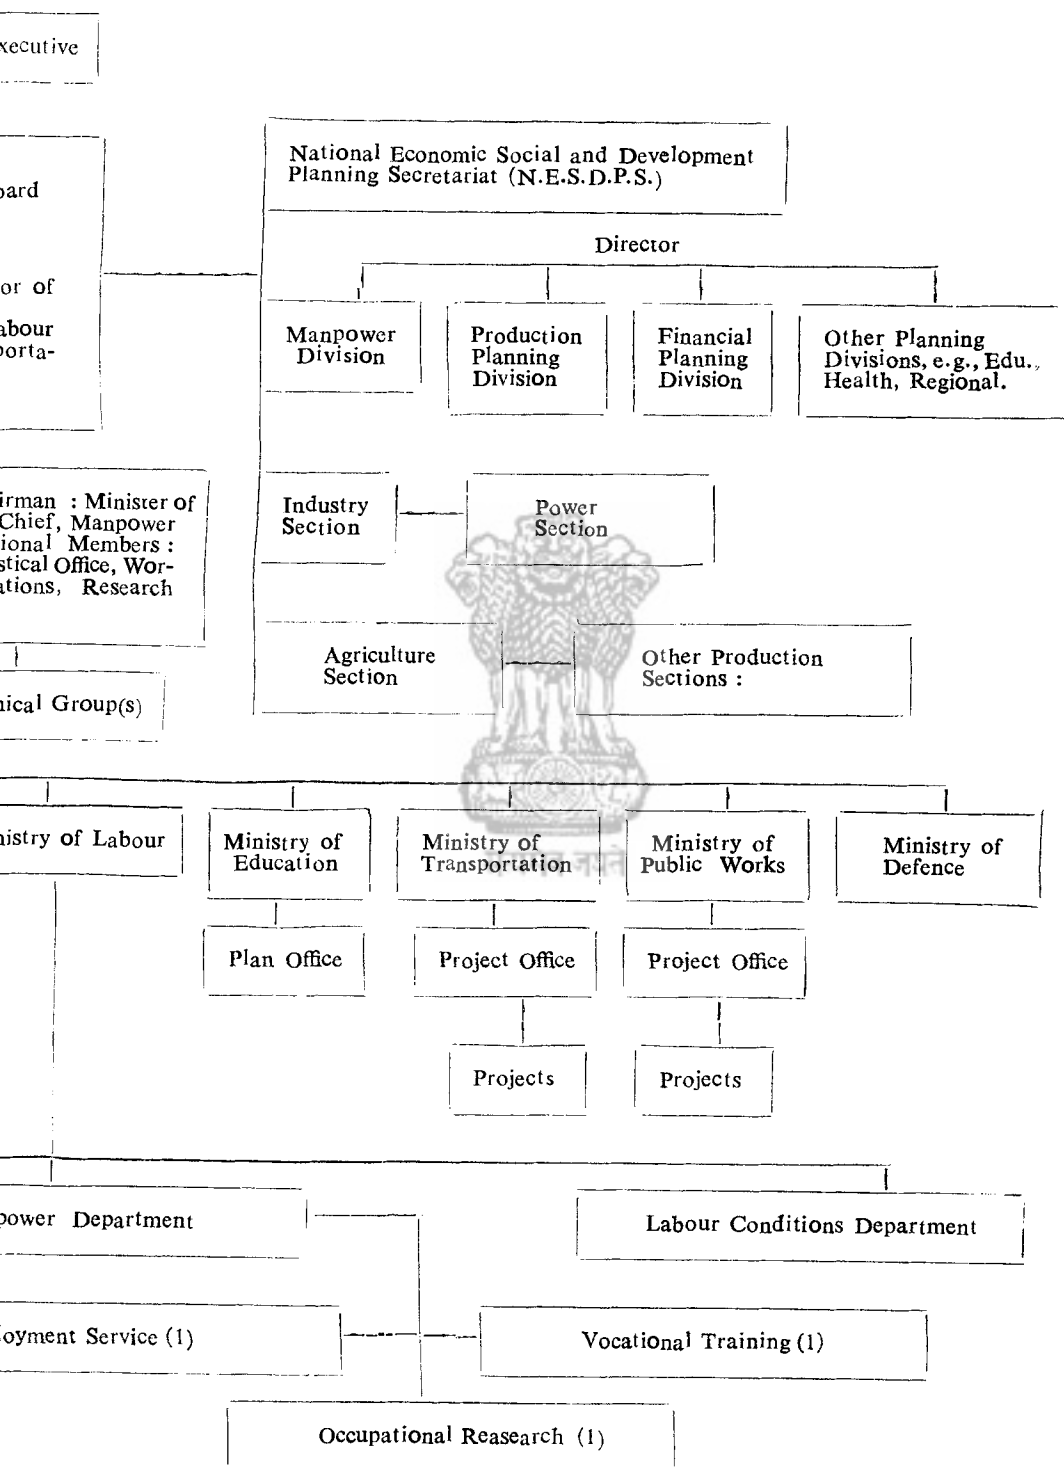 xecutive
National Economic Social and Development
Planning Secretariat (N.E.S.D.P.S.)
oard
Director
or of
abour
porta-
Manpower
Division
Production
Planning
Division
Financial
Planning
Division
Other Planning
Divisions, e.g., Edu.,
Health, Regional.
irman : Minister of
Chief, Manpower
ional Members :
stical Office, Wor-
ations, Research
Industry
Section
Power
Section
Agriculture
Section
Other Production
Sections :
nical Group(s)
nistry of Labour
Ministry of
Education
Ministry of
Transportation
Ministry of
Public Works
Ministry of
Defence
Plan Office
Project Office
Project Office
Projects
Projects
power Department
Labour Conditions Department
oyment Service (1)
Vocational Training (1)
Occupational Reasearch (1)